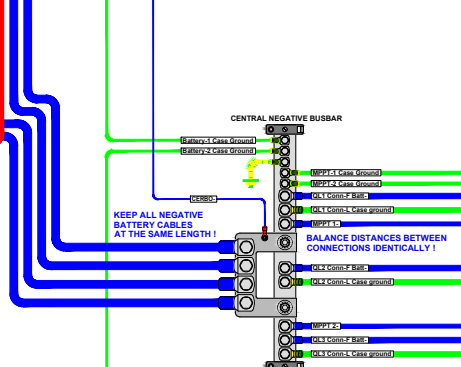 CENTRAL NEGATIVE BUSBAR
Battery-1 Case Ground
Battery-2 Case Ground
MPPT-1 Case Ground
MPPT-2 Case Ground
CERBO-
QL1 Conn-F Batt-
QL1 Conn-L Case ground
MPPT 1-
KEEP ALL NEGATIVE
BATTERY CABLES
AT THE SAME LENGTH !
BALANCE DISTANCES BETWEEN
CONNECTIONS IDENTICALLY !
QL2 Conn-F Batt-
QL2 Conn-L Case ground
MPPT 2-
QL3 Conn-F Batt-
QL3 Conn-L Case ground